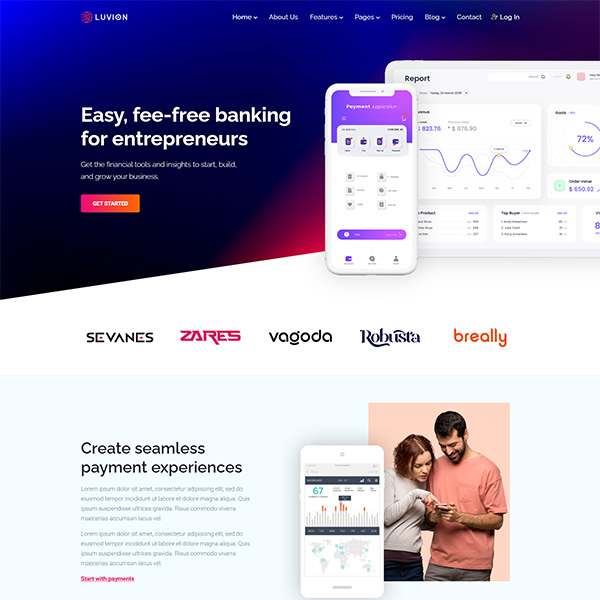 LUVION
Home
About Us
Features
Pages
Pricing
Blog
Contact
Log In
Easy, fee-free banking
for entrepreneurs
Get the financial tools and insights to start, build,
and grow your business.
GET STARTED
Payment Application
Report
Search
$ 676.90
Goals
72%
Order Value
$ 650.92
Top Buyer
SEVANES
ZARES
vagoda
Robusta
breally
Create seamless
payment experiences
Lorem ipsum dolor sit amet, consectetur adipiscing elit, sed do
eiusdom tempor incididunt ut labore et dolore magna aliqua. Quis
ipsum suspendisse ultrices gravida. Risus commodo viverra
maecenas accumsan lacus vel.
Lorem ipsum dolor sit amet, consectetur adipiscing elit, sed do
eiusdom tempor incididunt ut labore et dolore magna aliqua. Quis
ipsum suspendisse ultrices gravida. Risus commodo viverra
maecenas accumsan lacus vel.
Start with payments
67